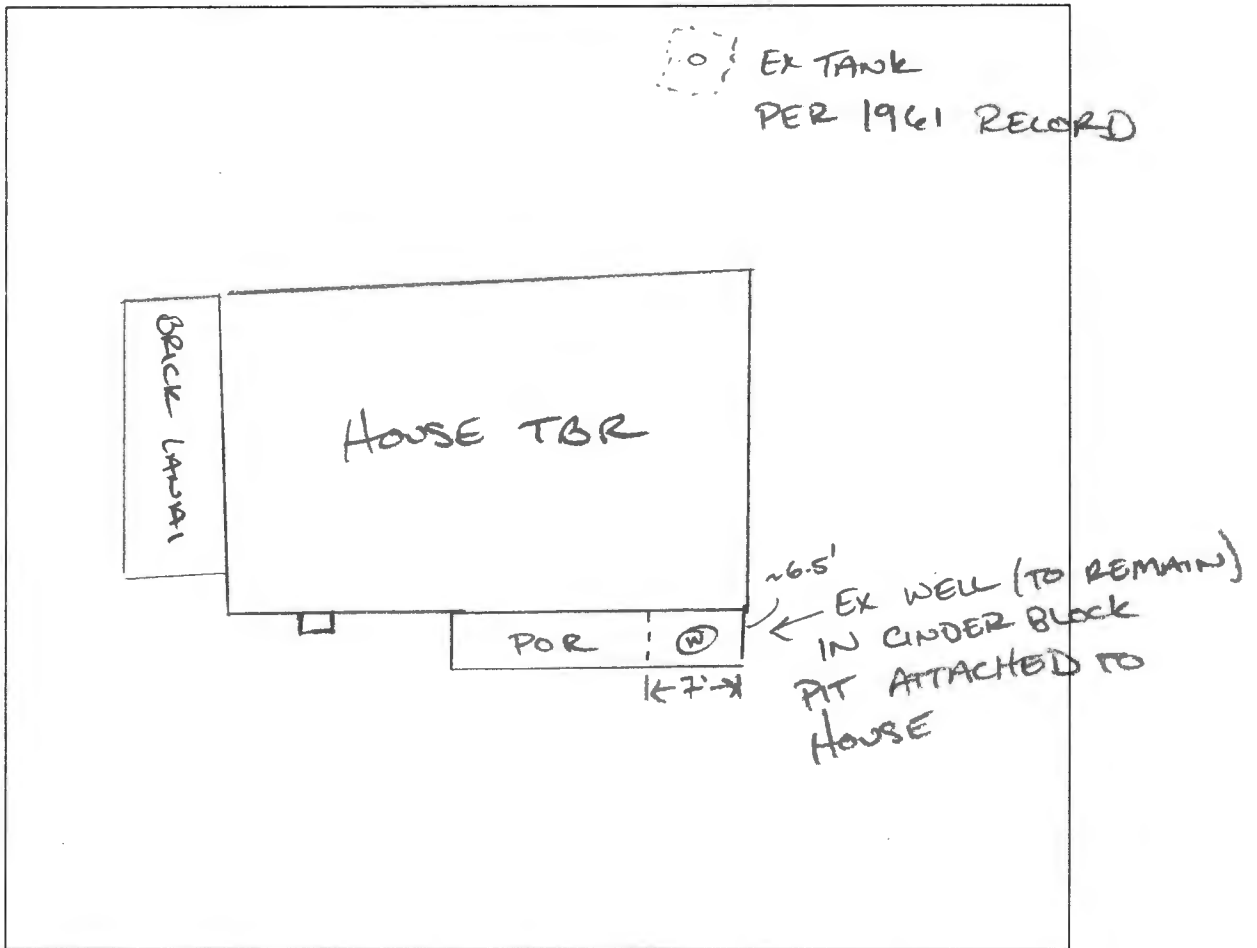 EX TANK
PER 1961 RECORD
BRICK LANAI
HOUSE TBR
~6.5'
EX WELL (TO REMAIN)
IN CINDER BLOCK
PIT ATTACHED TO
HOUSE
POR
W
7'